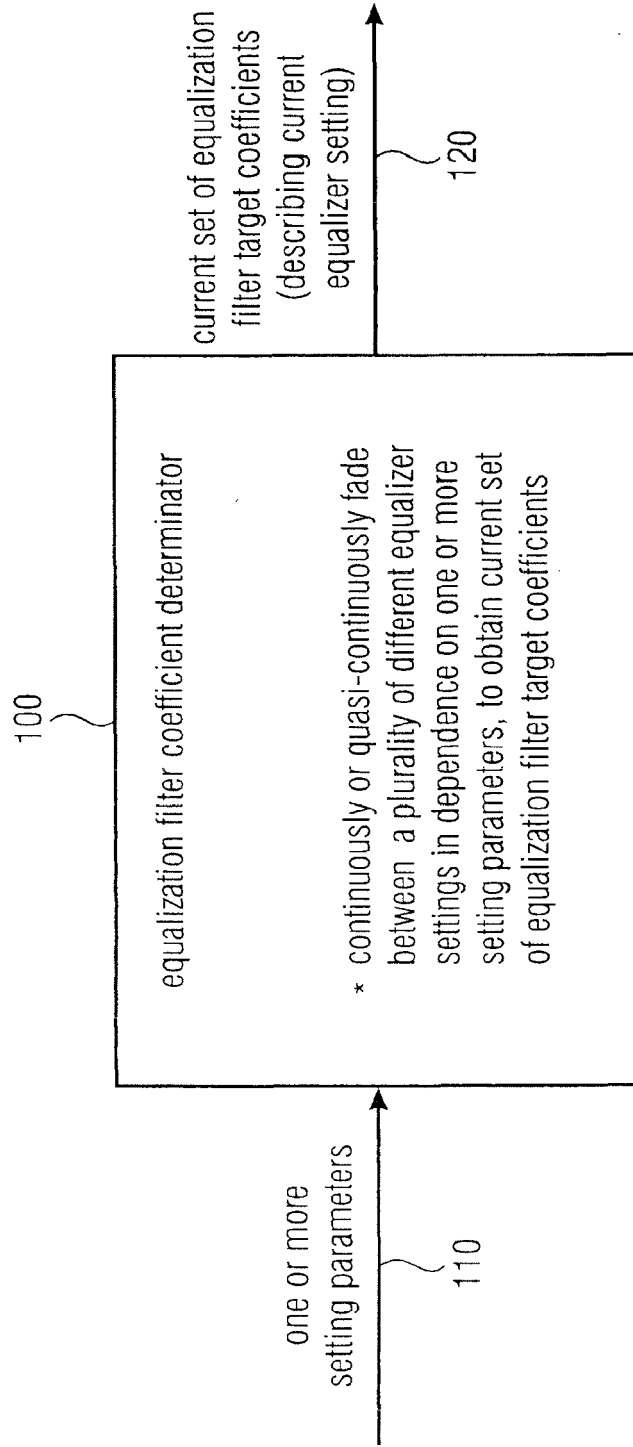 100
equalization filter coefficient determinator
* continuously or quasi-continuously fade
between a plurality of different equalizer
settings in dependence on one or more
setting parameters, to obtain current set
of equalization filter target coefficients
one or more
setting parameters
110
current set of equalization
filter target coefficients
(describing current
equalizer setting)
120